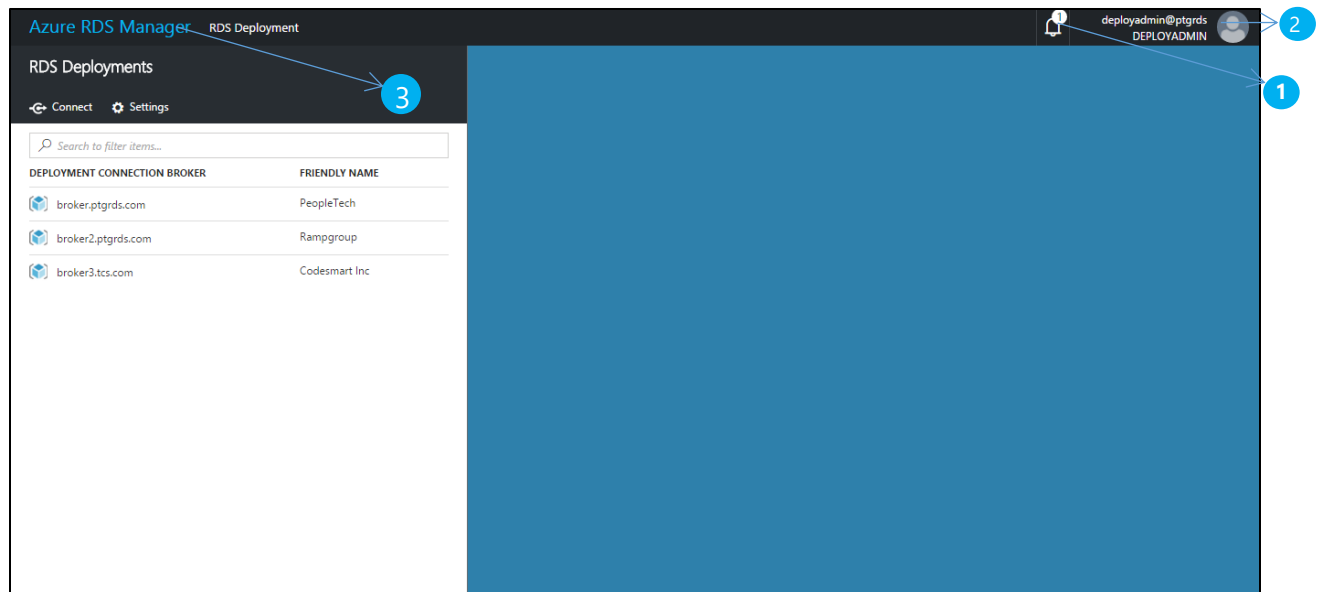 Azure RDS Manager RDS Deployment 1 deployadmin@ptgrds 2
DEPLOYADMIN
RDS Deployments
Connect Settings 3 1
Search to filter items...
DEPLOYMENT CONNECTION BROKER FRIENDLY NAME
broker.ptgrds.com PeopleTech
broker2.ptgrds.com Rampgroup
broker3.tcs.com Codesmart Inc